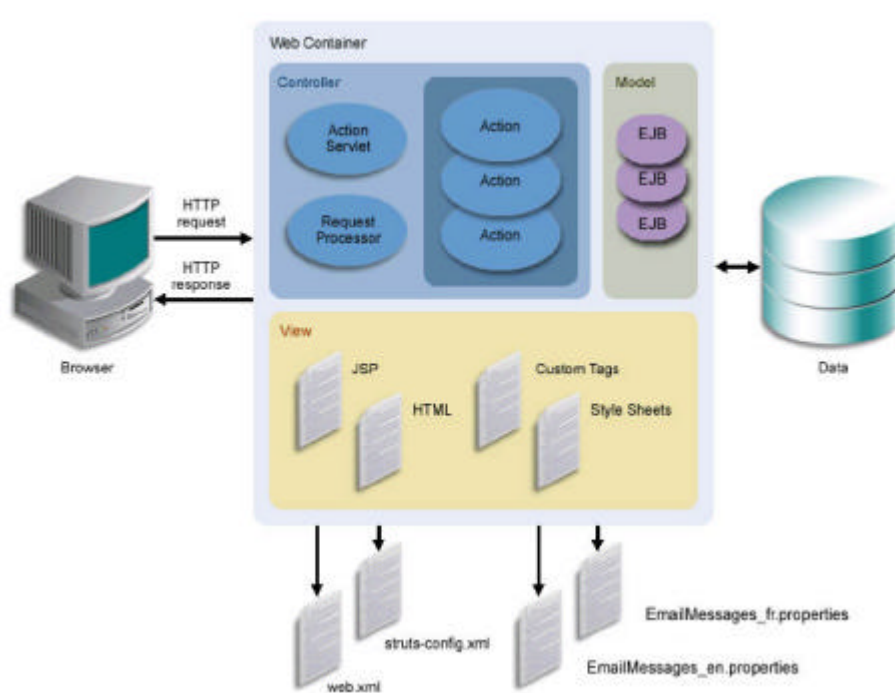 Web Container
Controller
Model
Action
Servlet
Action
EJB
Action
EJB
Request
Processor
Action
EJB
HTTP
request
HTTP
response
Browser
Data
View
JSP
Custom Tags
HTML
Style Sheets
EmailMessages_fr.properties
struts-config.xml
EmailMessages_en.properties
web.xml